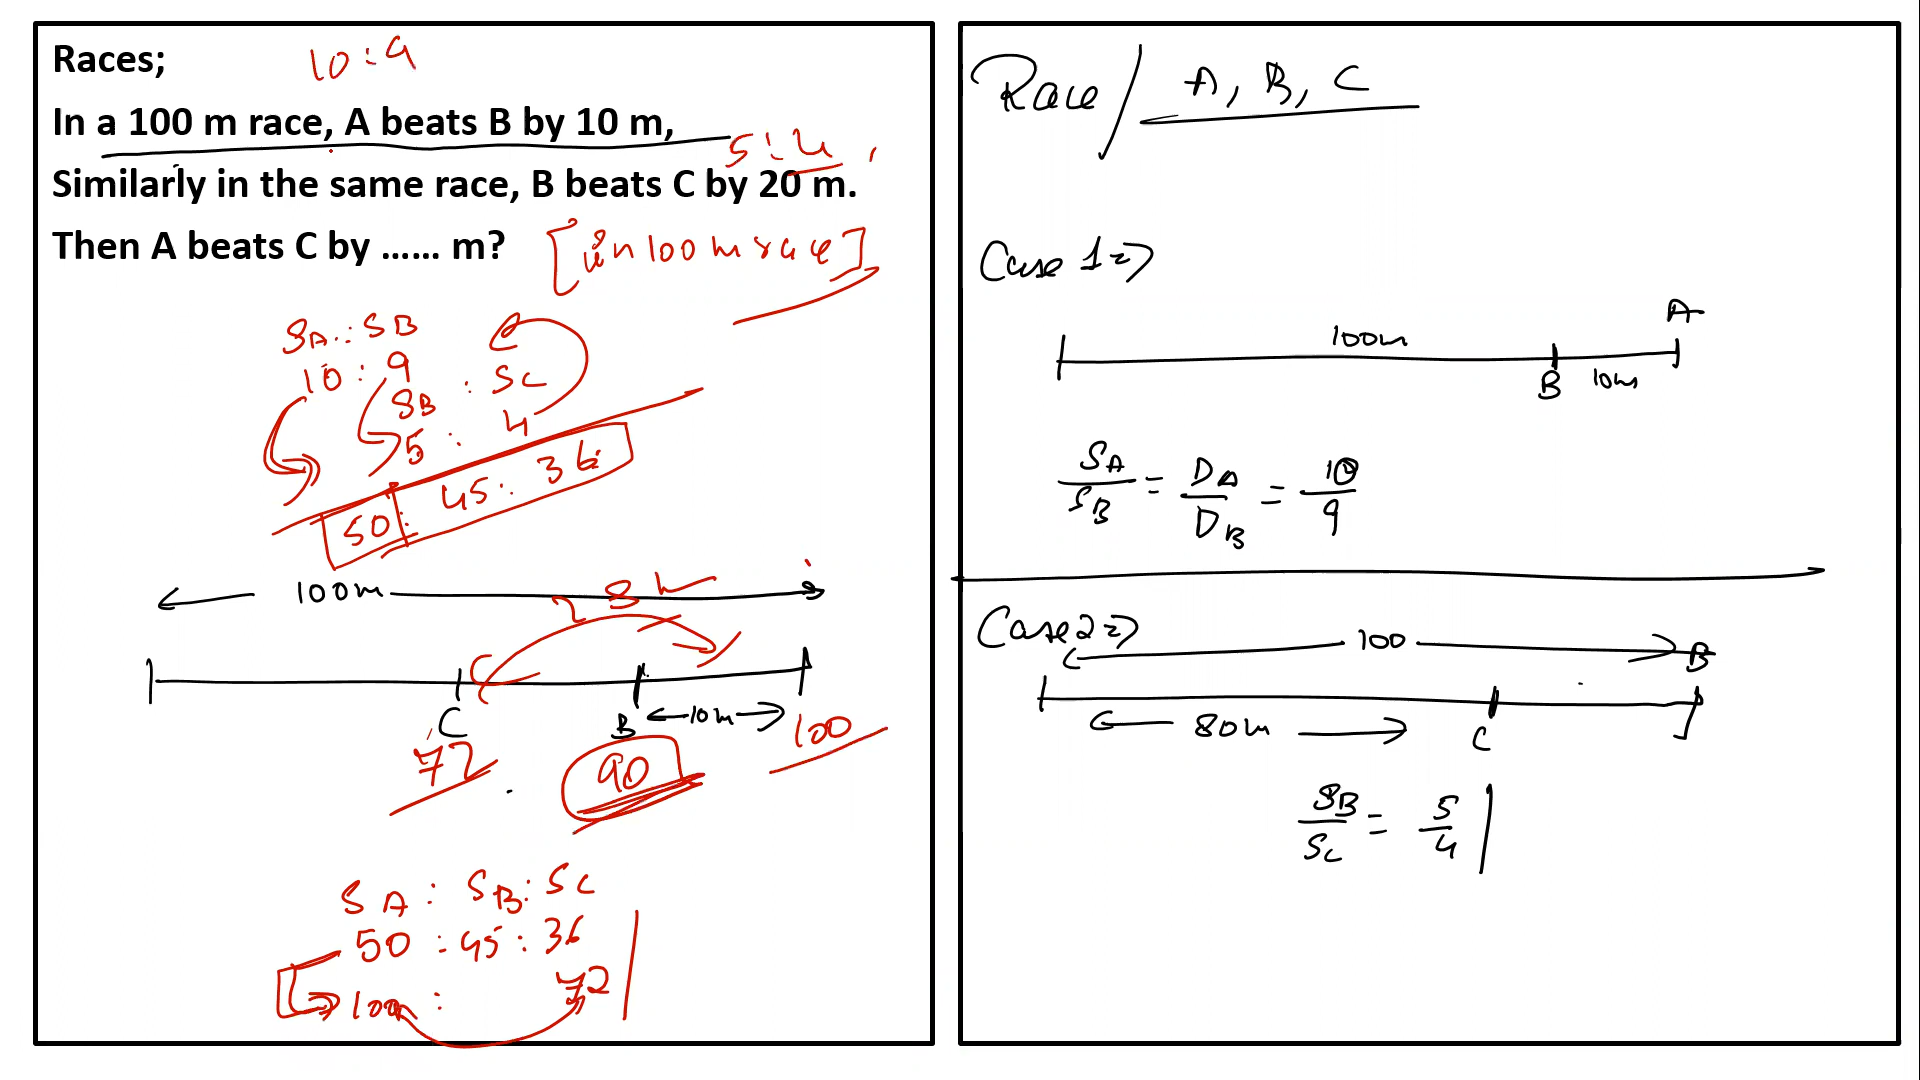 Races;
10:9
In a 100 m race, A beats B by 10 m,
5:4
Similarly in the same race, B beats C by 20 m.
Then A beats C by ...... m?
[in 100m race]
SA:SB
10:9
SB:SC
5:4
50:45:36
100m
28m
C
C
B
10m
72
90
100
SA:SB:SC
50:45:36
100m:
72
Race/ A, B, C
Case 1=>
100m
A
B
10m
SA/SB = DA/DB = 10/9
Case 2=>
100
B
80m
C
SB/SC = 5/4